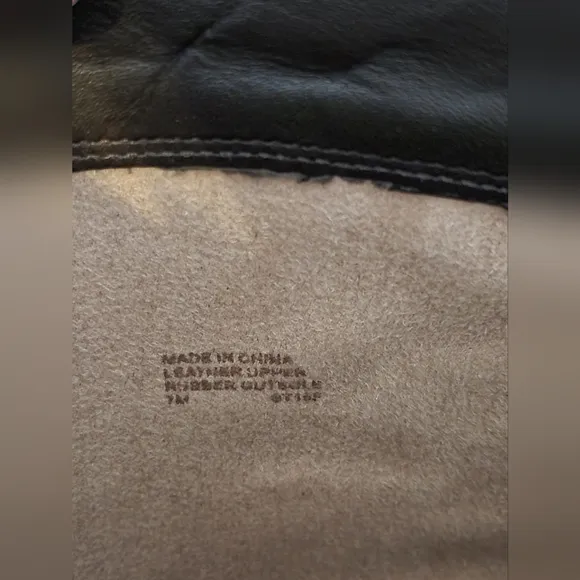 MADE IN CHINA
LEATHER UPPER
RUBBER OUTSOLE
7M